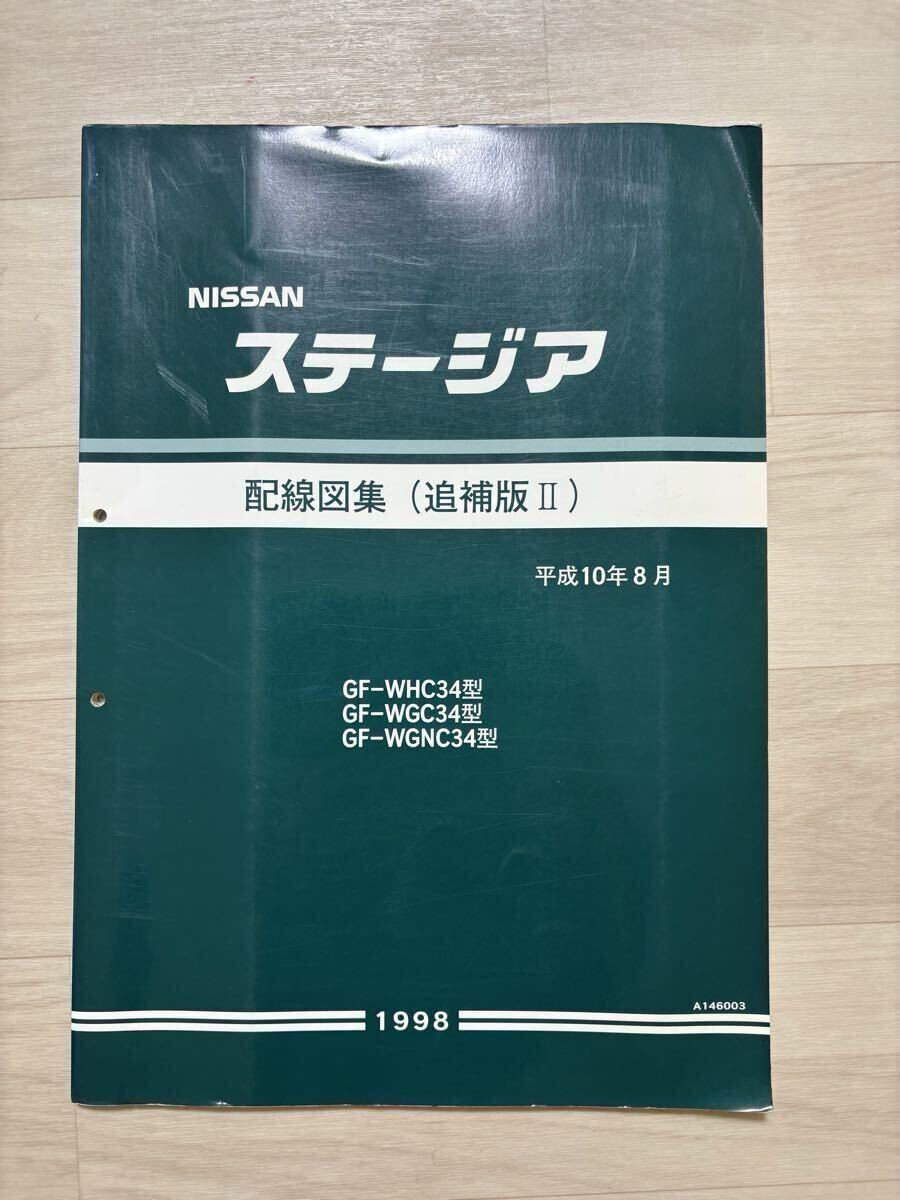 NISSAN
ステージア
配線図集（追補版Ⅱ）
平成10年8月
GF-WHC34型
GF-WGC34型
GF-WGNC34型
A146003
1998